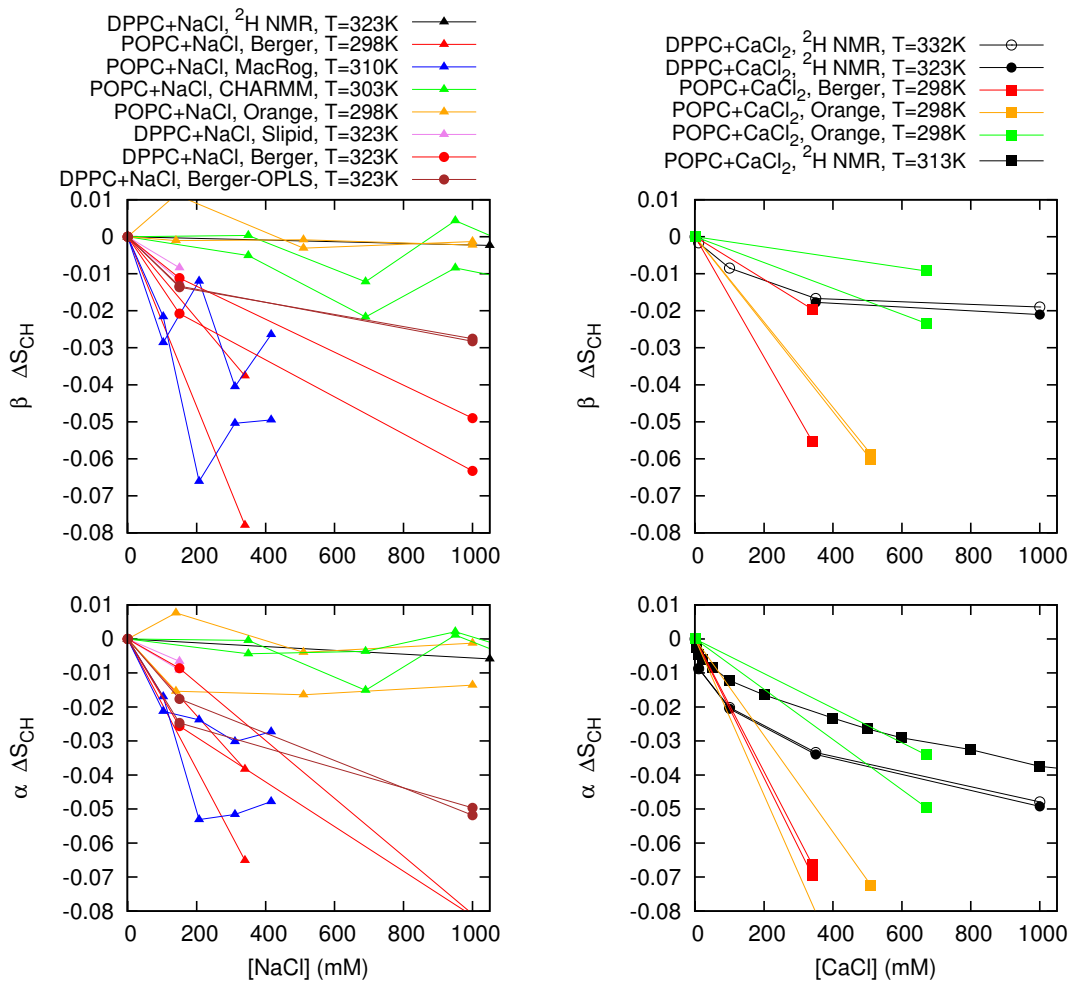 DPPC+NaCl, ²H NMR, T=323K
POPC+NaCl, Berger, T=298K
POPC+NaCl, MacRog, T=310K
POPC+NaCl, CHARMM, T=303K
POPC+NaCl, Orange, T=298K
DPPC+NaCl, Slipid, T=323K
DPPC+NaCl, Berger, T=323K
DPPC+NaCl, Berger-OPLS, T=323K
DPPC+CaCl₂, ²H NMR, T=332K
DPPC+CaCl₂, ²H NMR, T=323K
POPC+CaCl₂, Berger, T=298K
POPC+CaCl₂, Orange, T=298K
POPC+CaCl₂, Orange, T=298K
POPC+CaCl₂, ²H NMR, T=313K
0.01
0
-0.01
-0.02
-0.03
-0.04
-0.05
-0.06
-0.07
-0.08
β ΔS_CH
0 200 400 600 800 1000
0.01
0
-0.01
-0.02
-0.03
-0.04
-0.05
-0.06
-0.07
-0.08
β ΔS_CH
0 200 400 600 800 1000
0.01
0
-0.01
-0.02
-0.03
-0.04
-0.05
-0.06
-0.07
-0.08
α ΔS_CH
0 200 400 600 800 1000
[NaCl] (mM)
0.01
0
-0.01
-0.02
-0.03
-0.04
-0.05
-0.06
-0.07
-0.08
α ΔS_CH
0 200 400 600 800 1000
[CaCl] (mM)